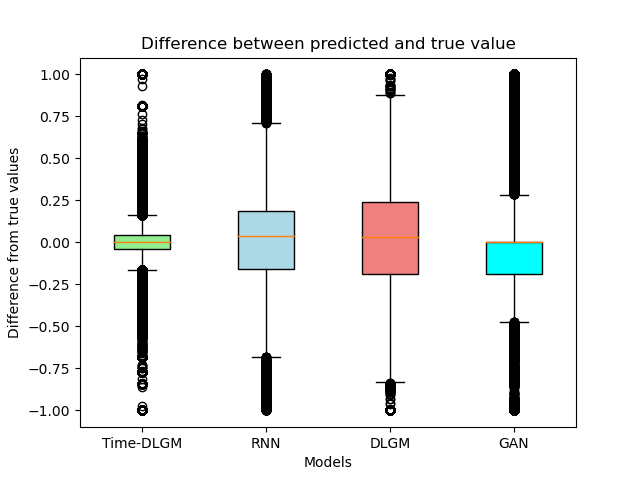 Difference between predicted and true value
Difference from true values
1.00
0.75
0.50
0.25
0.00
−0.25
−0.50
−0.75
−1.00
Time-DLGM
RNN
DLGM
GAN
Models